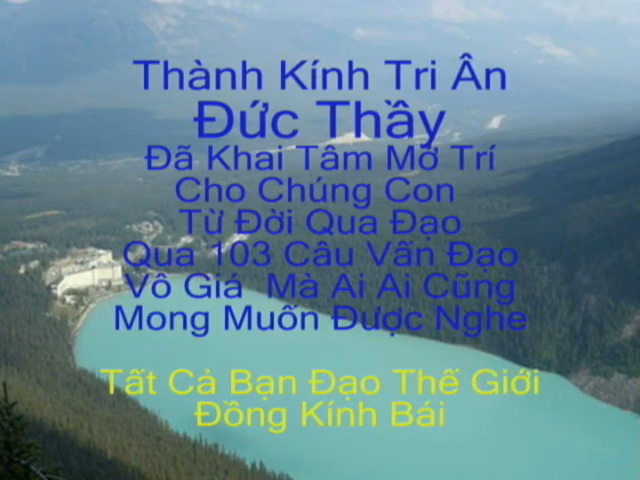 Thành Kính Tri Ân
Đức Thầy
Đã Khai Tâm Mở Trí
Cho Chúng Con
Từ Đời Qua Đạo
Qua 103 Câu Vấn Đạo
Vô Giá Mà Ai Ai Cũng
Mong Muốn Được Nghe
Tất Cả Bạn Đạo Thế Giới
Đồng Kính Bái